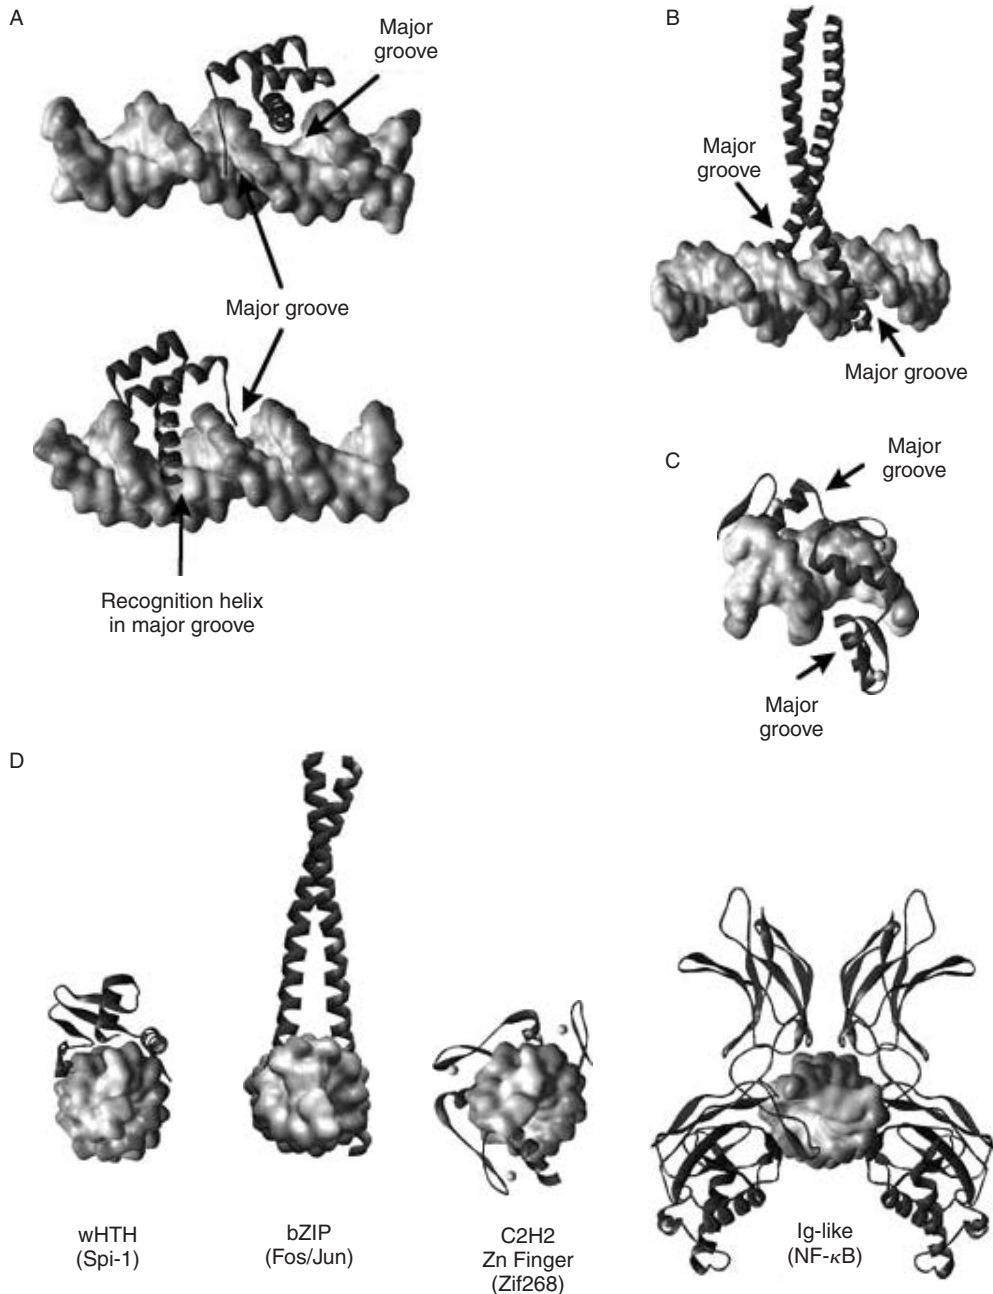 A
Major
groove
Major groove
Recognition helix
in major groove
B
Major
groove
Major groove
C
Major
groove
Major
groove
D
wHTH
(Spi-1)
bZIP
(Fos/Jun)
C2H2
Zn Finger
(Zif268)
Ig-like
(NF-κB)